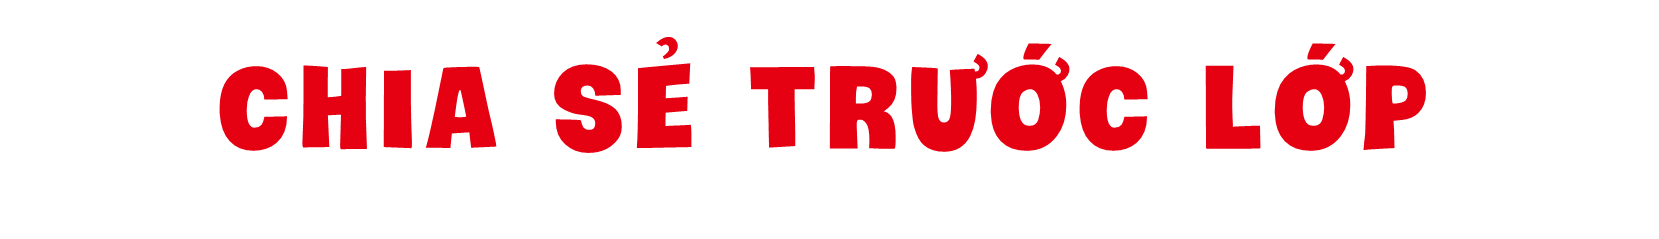 CHIA SẺ TRƯỚC LỚP